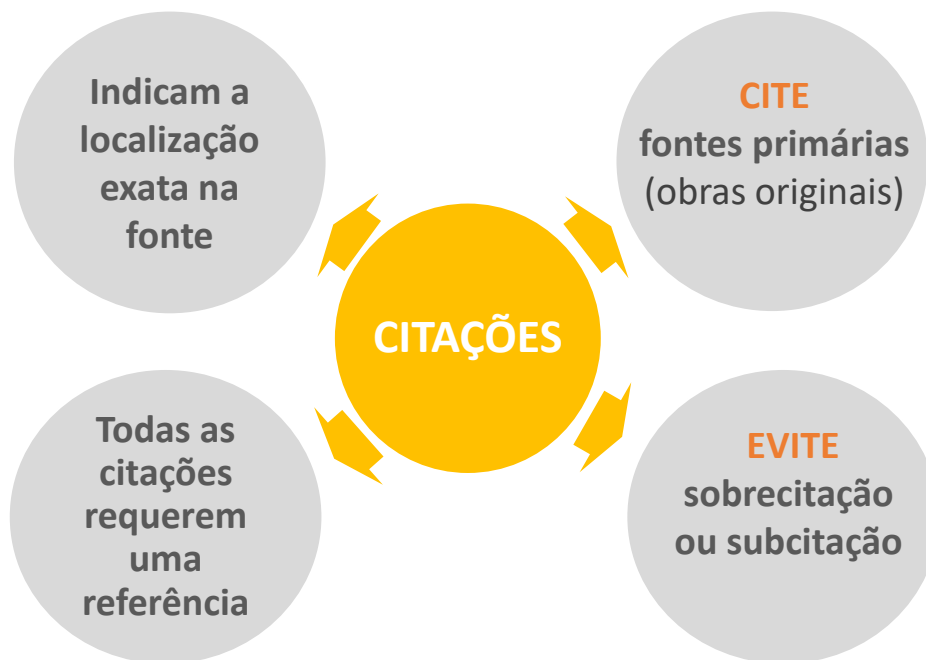 Indicam a
localização
exata na
fonte
CITE
fontes primárias
(obras originais)
CITAÇÕES
Todas as
citações
requerem
uma
referência
EVITE
sobrecitação
ou subcitação